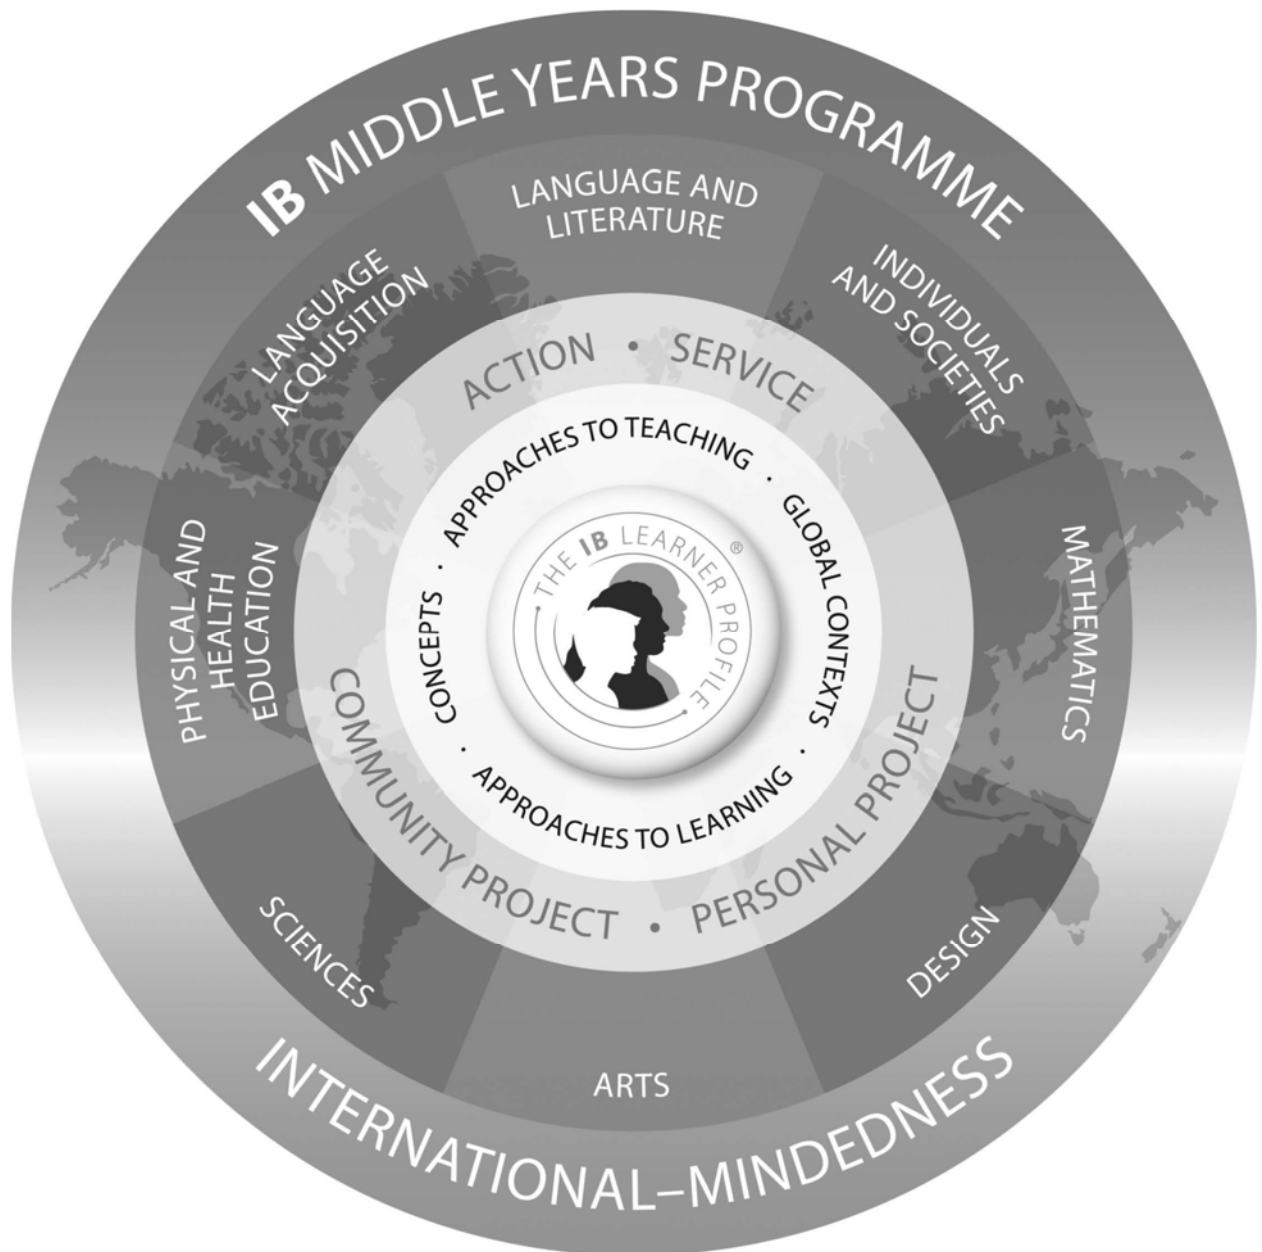 IB MIDDLE YEARS PROGRAMME
LANGUAGE AND
LITERATURE
INDIVIDUALS
AND SOCIETIES
MATHEMATICS
DESIGN
ARTS
SCIENCES
PHYSICAL AND
HEALTH
EDUCATION
LANGUAGE
ACQUISITION
ACTION • SERVICE
COMMUNITY PROJECT • PERSONAL PROJECT
APPROACHES TO TEACHING · GLOBAL CONTEXTS ·
APPROACHES TO LEARNING
· CONCEPTS ·
• THE IB LEARNER PROFILE • ®
INTERNATIONAL–MINDEDNESS